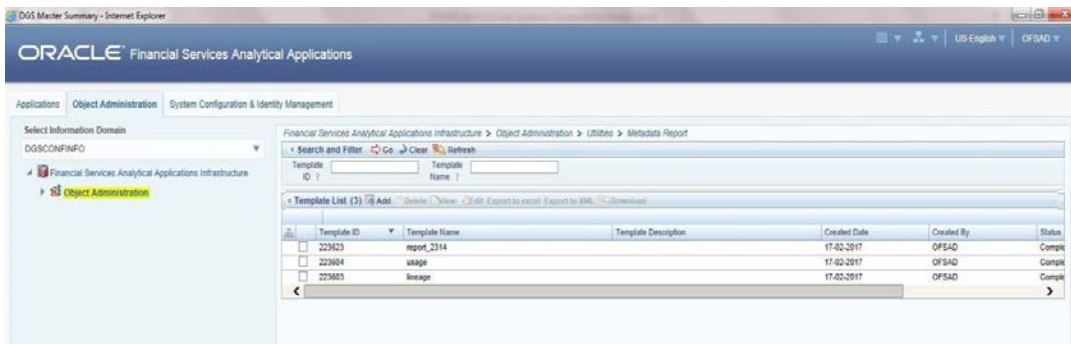 DGS Master Summary - Internet Explorer
ORACLE Financial Services Analytical Applications
US-English OFSAD
Applications Object Administration System Configuration & Identity Management
Select Information Domain
DGSCONFINFO
Financial Services Analytical Applications Infrastructure
Object Administration
Financial Services Analytical Applications Infrastructure > Object Administration > Utilities > Metadata Report
Search and Filter Go Clear Refresh
Template ID ? Template Name ?
Template List (3) Add Delete View Edit Export to excel Export to XML Download
Template ID Template Name Template Description Created Date Created By Status
223623 report_2314 17-02-2017 OFSAD Comple
223604 usage 17-02-2017 OFSAD Comple
223603 lineage 17-02-2017 OFSAD Comple